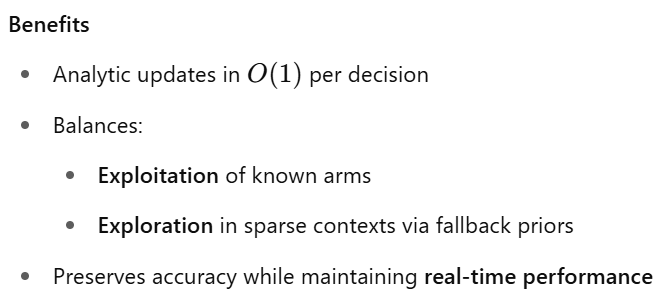 Benefits
• Analytic updates in O(1) per decision
• Balances:
• Exploitation of known arms
• Exploration in sparse contexts via fallback priors
• Preserves accuracy while maintaining real-time performance